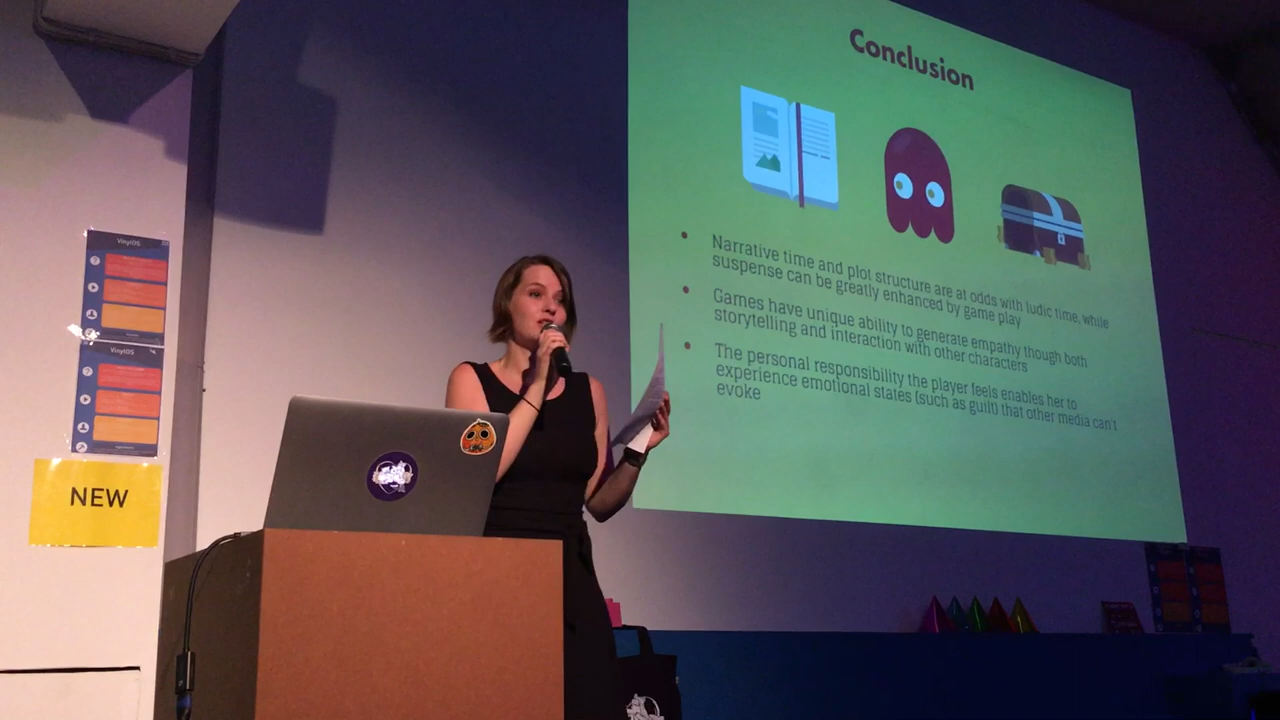 Conclusion
Narrative time and plot structure are at odds with ludic time, while
suspense can be greatly enhanced by game play
Games have unique ability to generate empathy though both
storytelling and interaction with other characters
The personal responsibility the player feels enables her to
experience emotional states (such as guilt) that other media can't
evoke
VinylOS
VinylOS
NEW